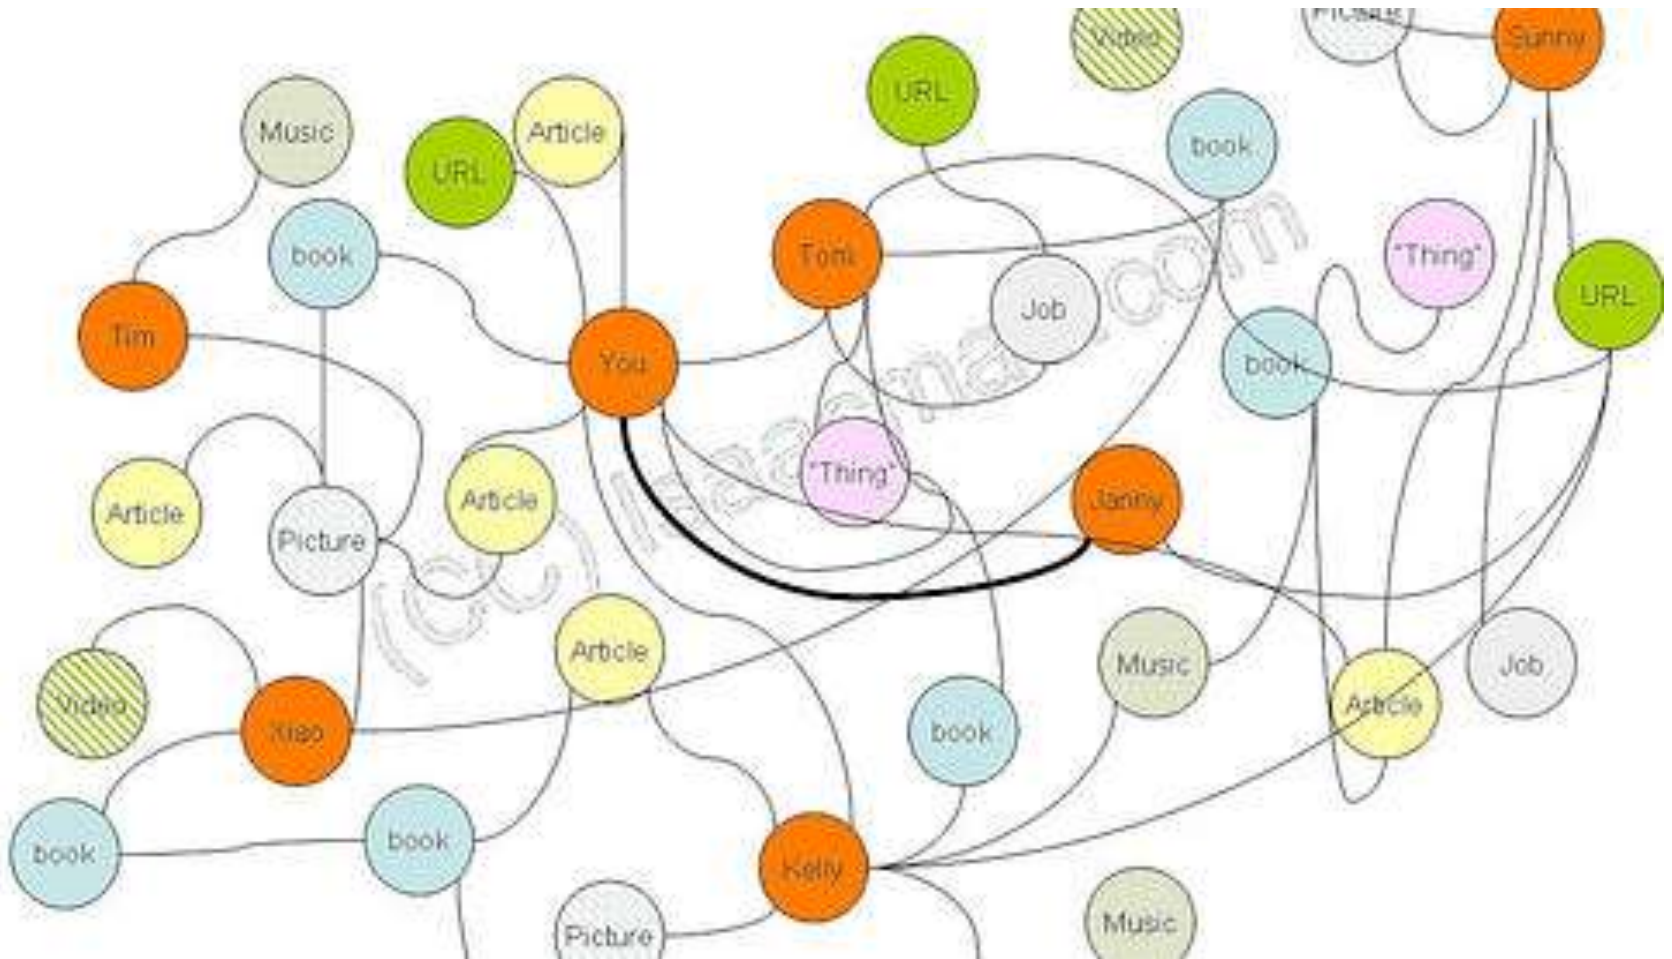 Picture
Sunny
Video
URL
Music
Article
book
URL
book
Tom
"Thing"
Job
URL
Tim
You
book
"Thing"
Janny
Article
Article
Picture
Article
Music
Job
Video
Xiao
book
Article
book
book
Kelly
Picture
Music